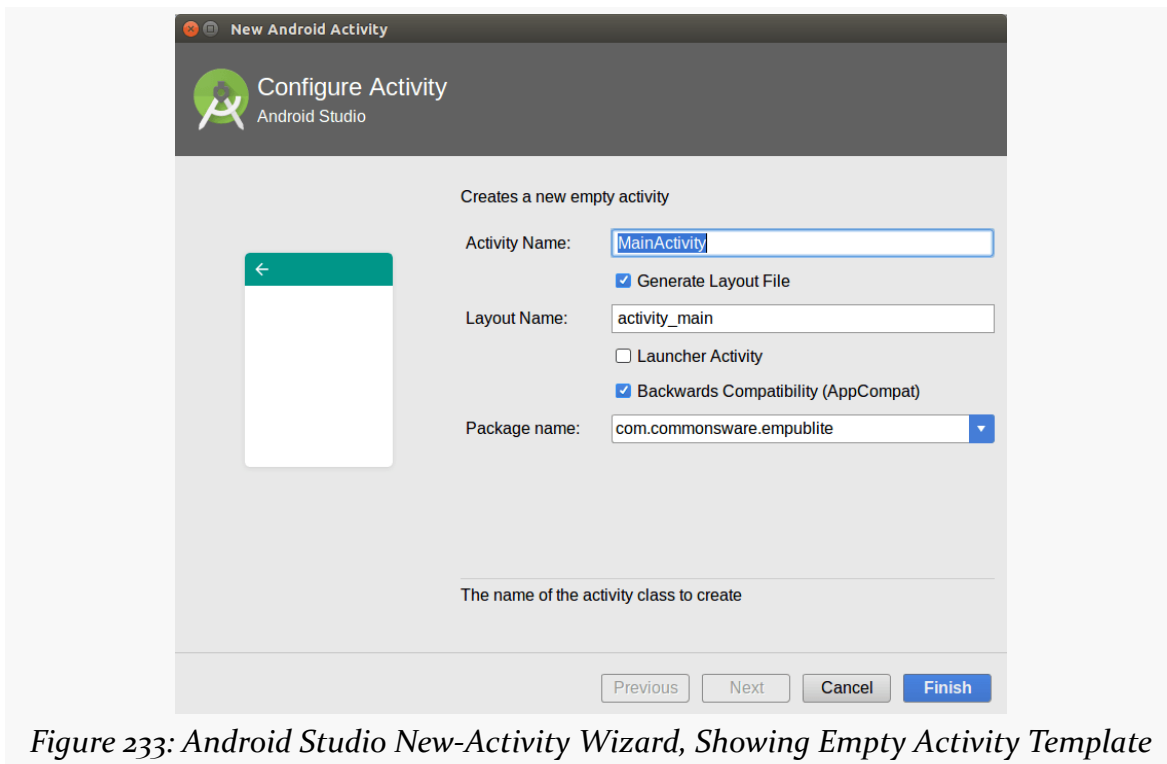 New Android Activity
Configure Activity
Android Studio
Creates a new empty activity
Activity Name: MainActivity
Generate Layout File
Layout Name: activity_main
Launcher Activity
Backwards Compatibility (AppCompat)
Package name: com.commonsware.empublite
The name of the activity class to create
Previous Next Cancel Finish
Figure 233: Android Studio New-Activity Wizard, Showing Empty Activity Template